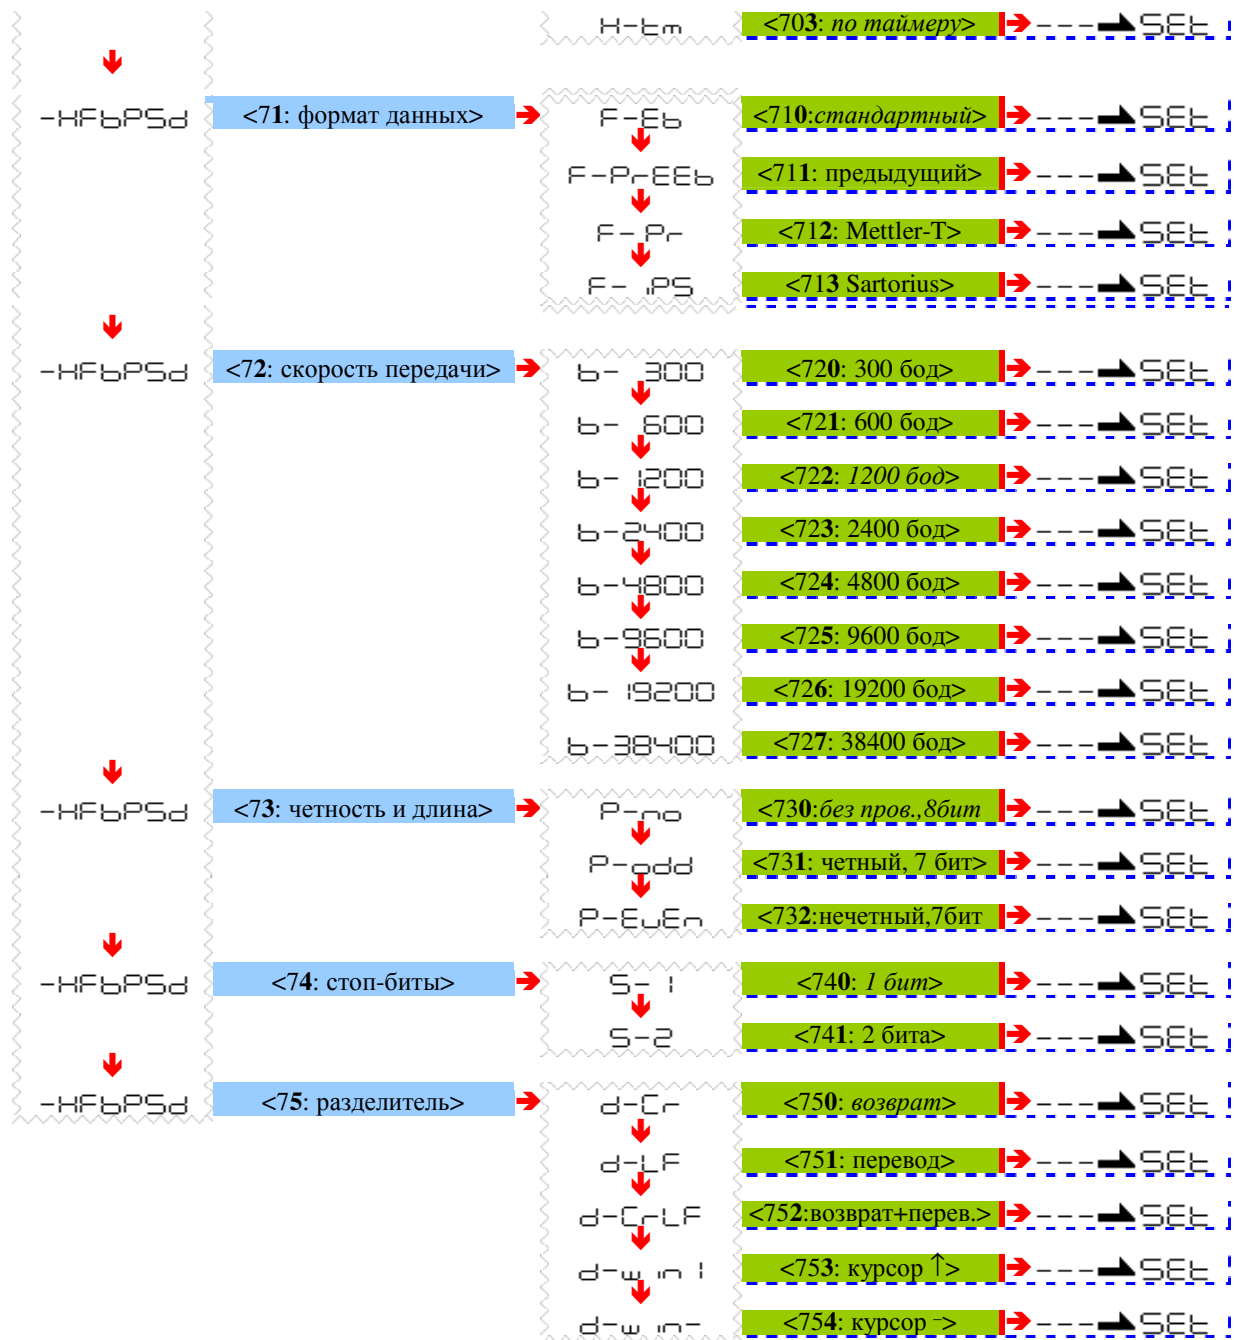 H-tm <703: по таймеру> --- SEt
-HFbPSd <71: формат данных> F-Eb <710:стандартный> --- SEt
F-PrEEb <711: предыдущий> --- SEt
F-Pr <712: Mettler-T> --- SEt
F-iPS <713 Sartorius> --- SEt
-HFbPSd <72: скорость передачи> b- 300 <720: 300 бод> --- SEt
b- 600 <721: 600 бод> --- SEt
b- 1200 <722: 1200 бод> --- SEt
b-2400 <723: 2400 бод> --- SEt
b-4800 <724: 4800 бод> --- SEt
b-9600 <725: 9600 бод> --- SEt
b-19200 <726: 19200 бод> --- SEt
b-38400 <727: 38400 бод> --- SEt
-HFbPSd <73: четность и длина> P-no <730:без пров.,8бит --- SEt
P-odd <731: четный, 7 бит> --- SEt
P-EvEn <732:нечетный,7бит --- SEt
-HFbPSd <74: стоп-биты> S-1 <740: 1 бит> --- SEt
S-2 <741: 2 бита> --- SEt
-HFbPSd <75: разделитель> d-Cr <750: возврат> --- SEt
d-LF <751: перевод> --- SEt
d-CrLF <752:возврат+перев.> --- SEt
d-win1 <753: курсор ↑> --- SEt
d-win- <754: курсор -> --- SEt